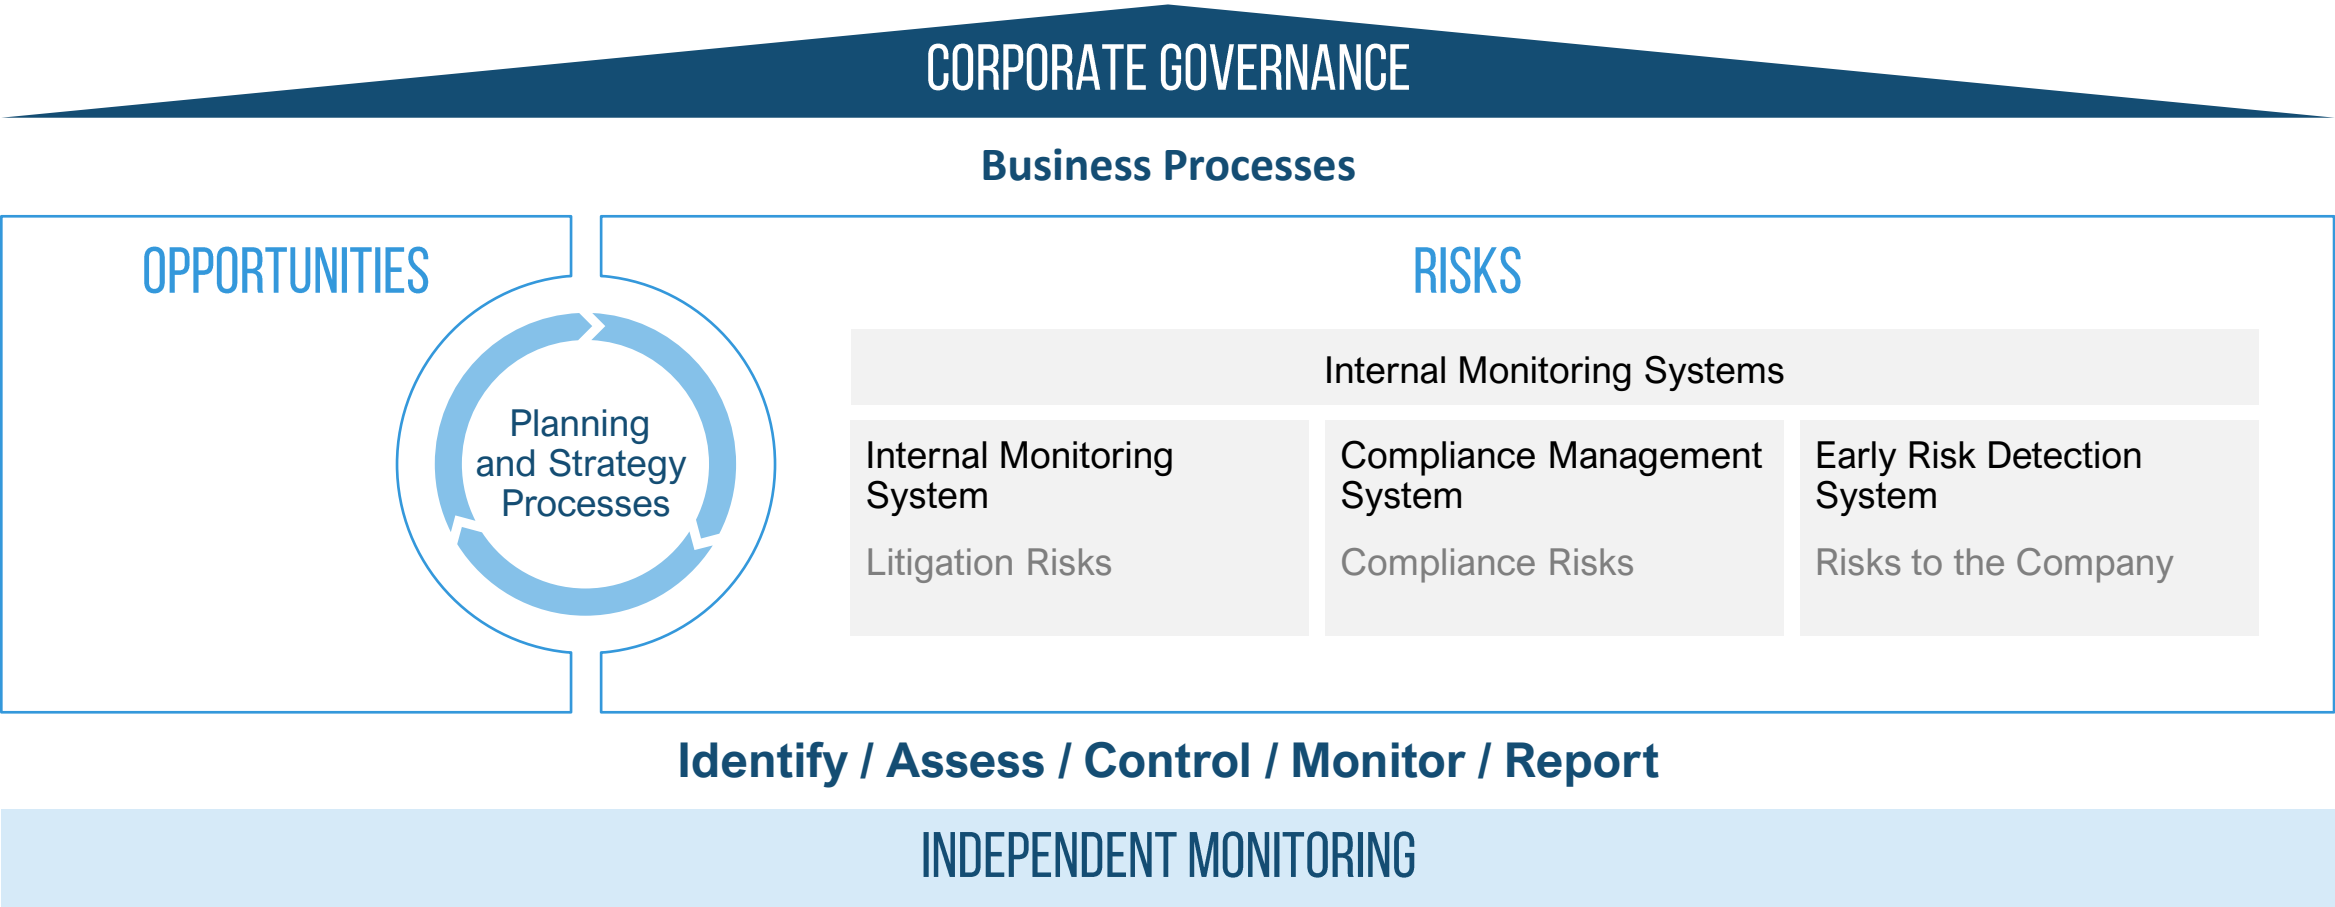 CORPORATE GOVERNANCE
Business Processes
OPPORTUNITIES
RISKS
Planning
and Strategy
Processes
Internal Monitoring Systems
Internal Monitoring
System
Litigation Risks
Compliance Management
System
Compliance Risks
Early Risk Detection
System
Risks to the Company
Identify / Assess / Control / Monitor / Report
INDEPENDENT MONITORING